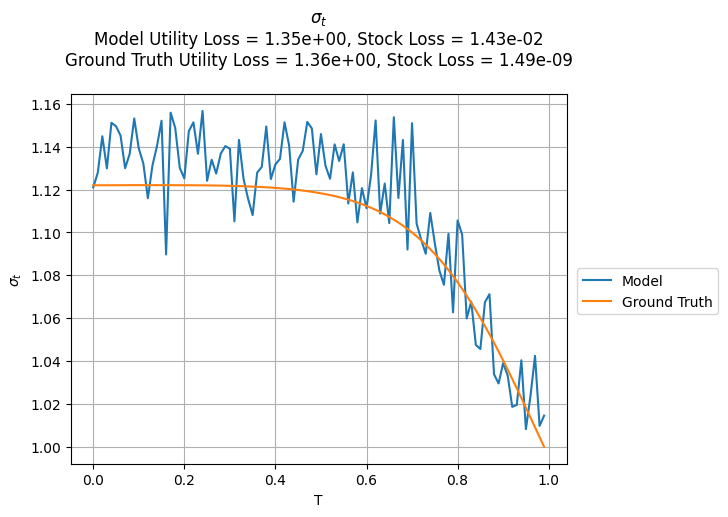 σₜ
Model Utility Loss = 1.35e+00, Stock Loss = 1.43e-02
Ground Truth Utility Loss = 1.36e+00, Stock Loss = 1.49e-09
1.16
1.14
1.12
1.10
1.08
1.06
1.04
1.02
1.00
σₜ
0.0
0.2
0.4
0.6
0.8
1.0
T
Model
Ground Truth